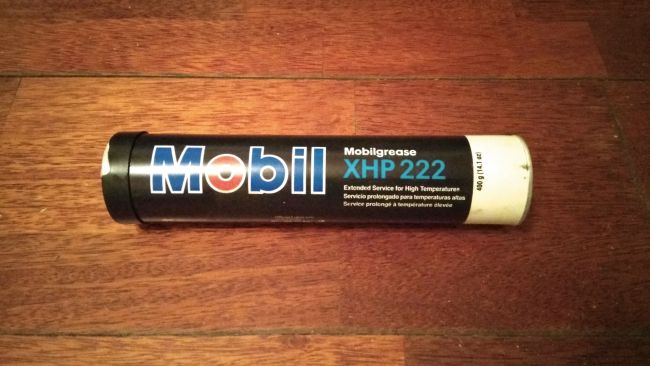 Mobil
Mobilgrease
XHP 222
Extended Service for High Temperatures
Servicio prolongado para temperaturas altas
Service prolongé à température élevée
400 g (14.1 oz)